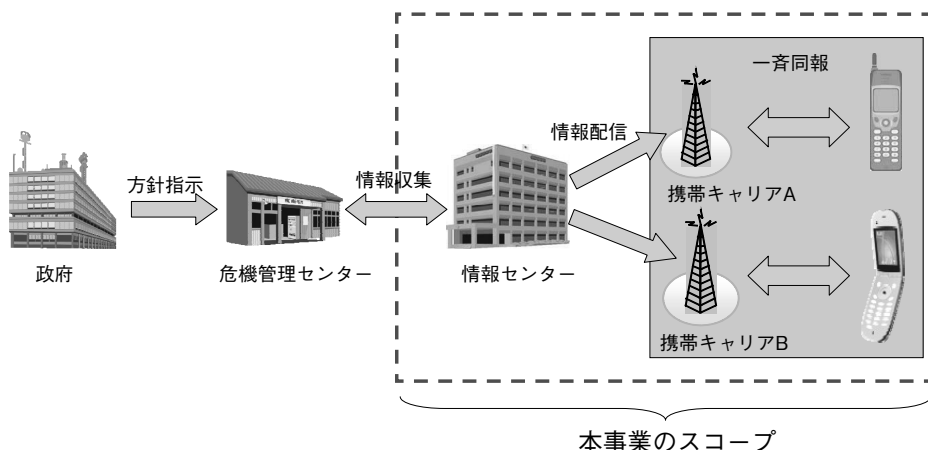 一斉同報
情報配信
方針指示
情報収集
携帯キャリアA
政府
危機管理センター
情報センター
携帯キャリアB
本事業のスコープ